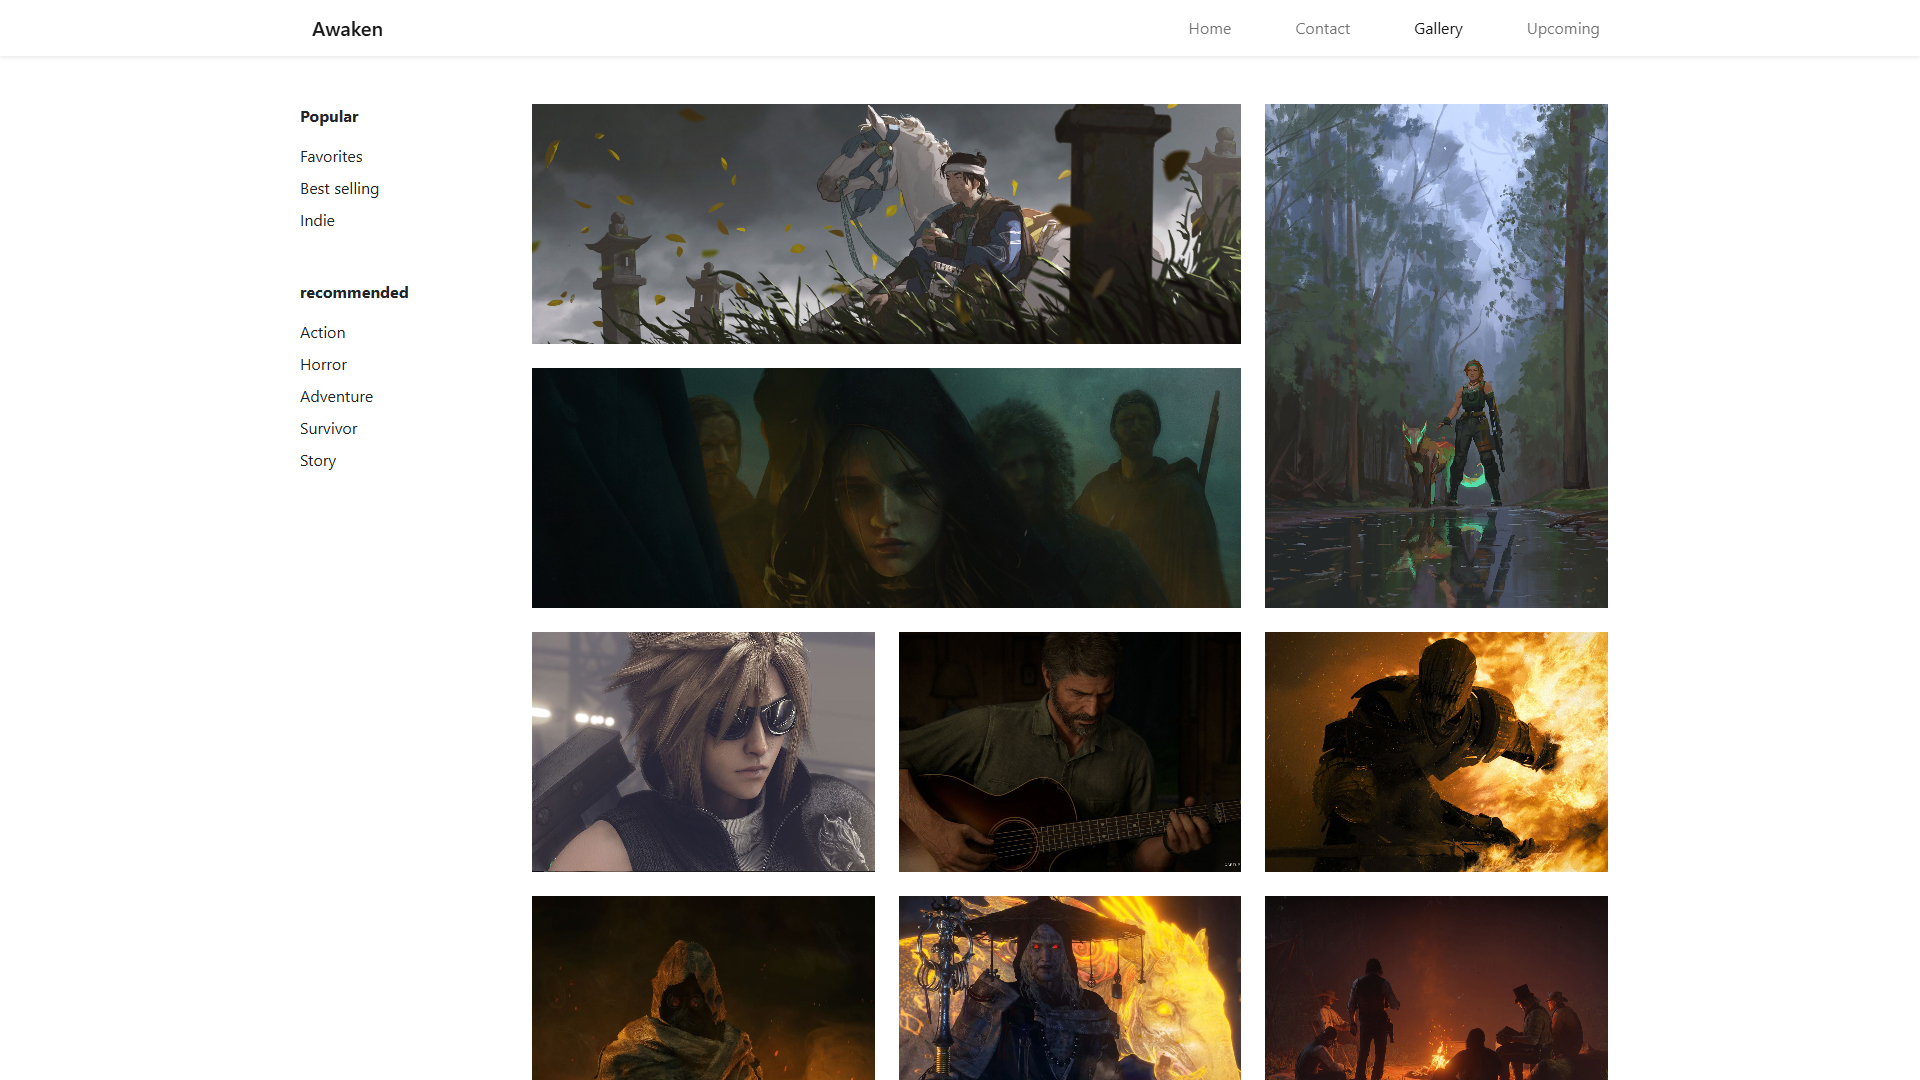 Awaken
Home
Contact
Gallery
Upcoming
Popular
Favorites
Best selling
Indie
recommended
Action
Horror
Adventure
Survivor
Story